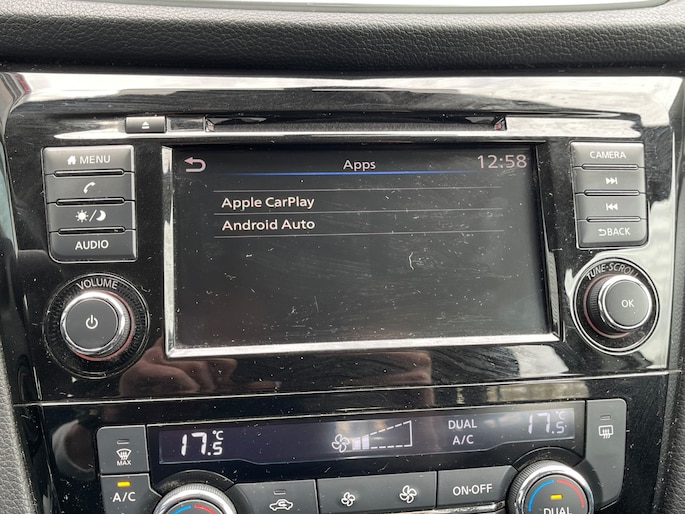 Apps 12:58
Apple CarPlay
Android Auto
MENU
AUDIO
VOLUME
CAMERA
BACK
TUNE·SCROLL
OK
17.5°C
DUAL
A/C
17.5°C
MAX
A/C
ON·OFF
DUAL